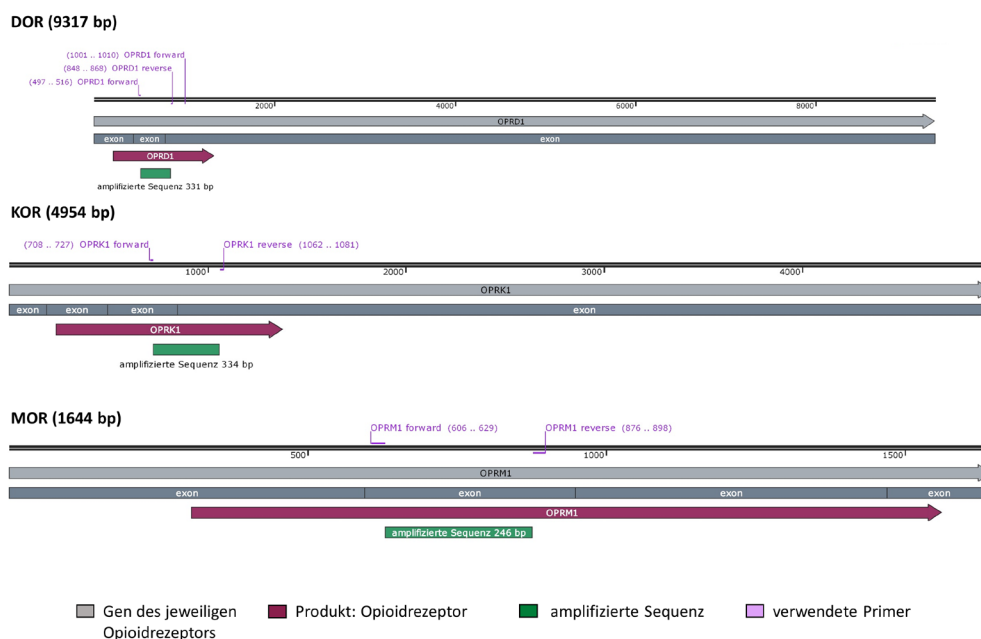 DOR (9317 bp)
(1001 .. 1010) OPRD1 forward
(848 .. 868) OPRD1 reverse
(497 .. 516) OPRD1 forward
2000 4000 6000 8000
OPRD1
exon exon exon
OPRD1
amplifizierte Sequenz 331 bp
KOR (4954 bp)
(708 .. 727) OPRK1 forward OPRK1 reverse (1062 .. 1081)
1000 2000 3000 4000
OPRK1
exon exon exon exon
OPRK1
amplifizierte Sequenz 334 bp
MOR (1644 bp)
OPRM1 forward (606 .. 629) OPRM1 reverse (876 .. 898)
500 1000 1500
OPRM1
exon exon exon exon
OPRM1
amplifizierte Sequenz 246 bp
Gen des jeweiligen Produkt: Opioidrezeptor amplifizierte Sequenz verwendete Primer
Opioidrezeptors